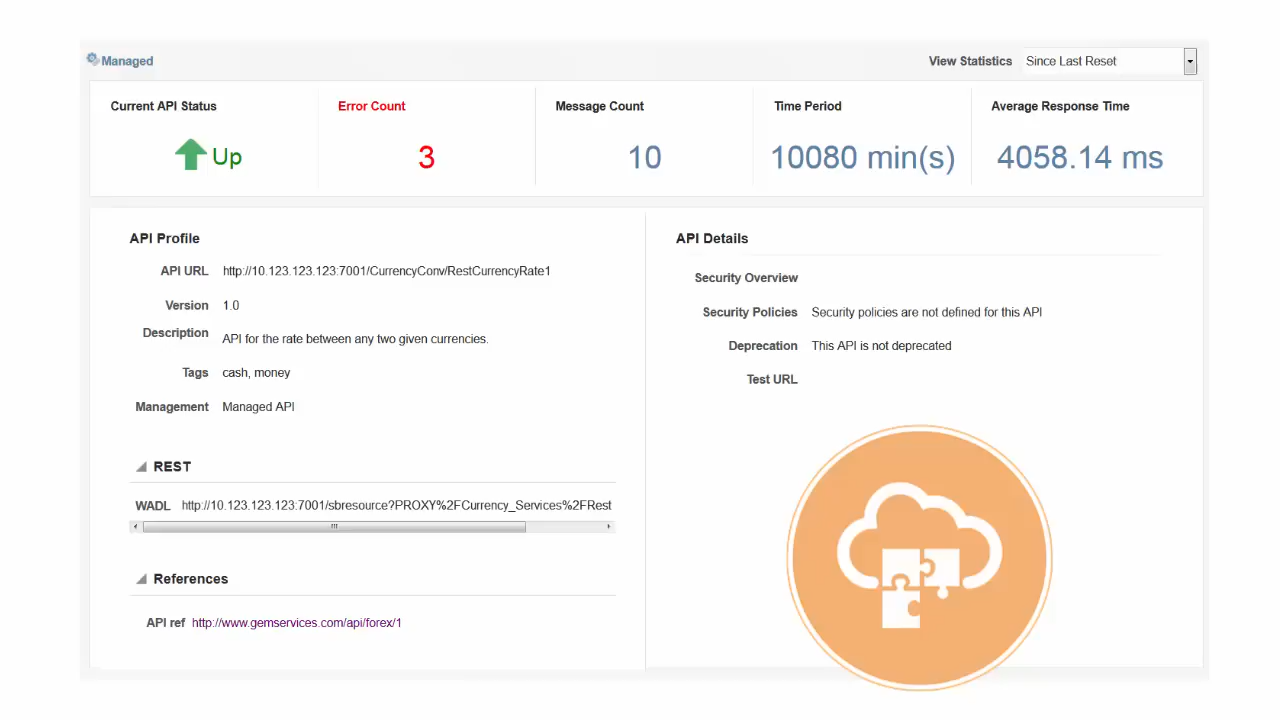 Managed
View Statistics Since Last Reset
Current API Status
Error Count
Message Count
Time Period
Average Response Time
Up
3
10
10080 min(s)
4058.14 ms
API Profile
API URL http://10.123.123.123:7001/CurrencyConv/RestCurrencyRate1
Version 1.0
Description API for the rate between any two given currencies.
Tags cash, money
Management Managed API
REST
WADL http://10.123.123.123:7001/sbresource?PROXY%2FCurrency_Services%2FRest
References
API ref http://www.gemservices.com/api/forex/1
API Details
Security Overview
Security Policies Security policies are not defined for this API
Deprecation This API is not deprecated
Test URL